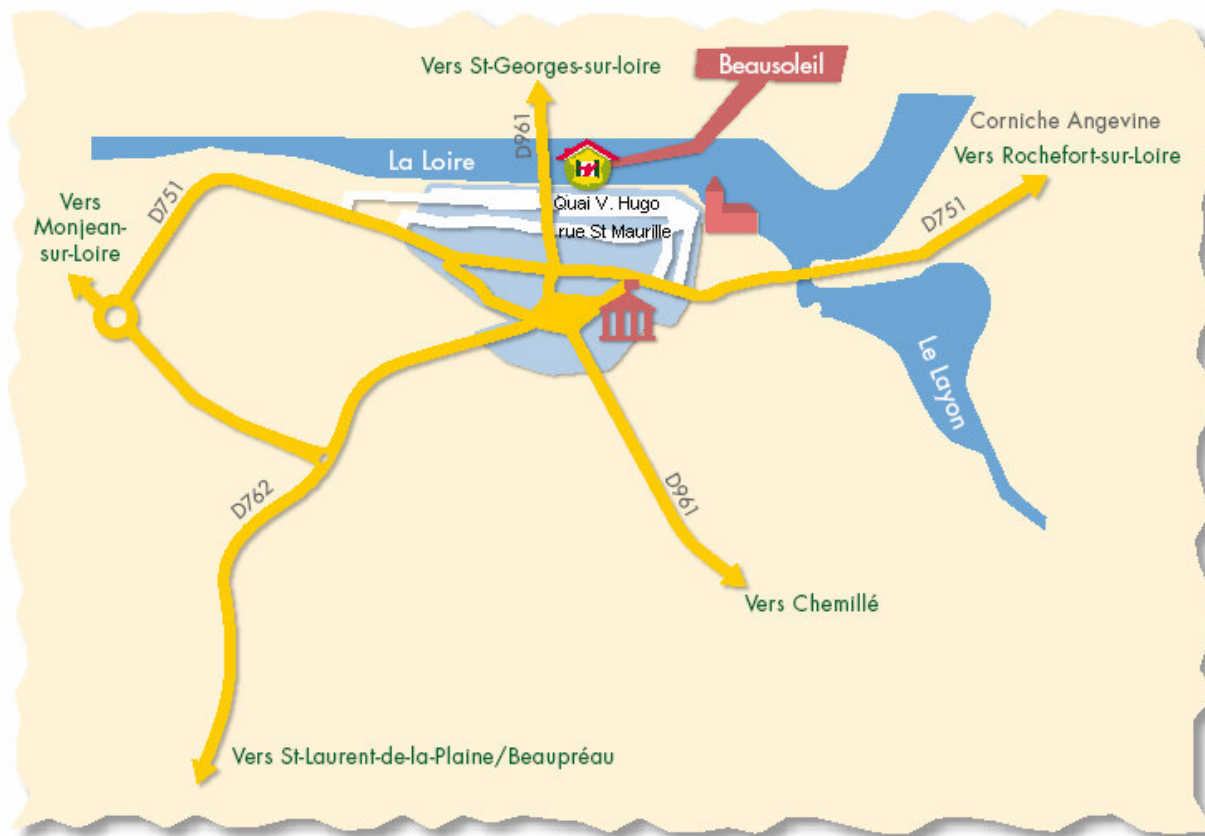 Vers St-Georges-sur-loire
Beausoleil
D961
Corniche Angevine
Vers Rochefort-sur-Loire
La Loire
D751
Vers
Monjean-
sur-Loire
Quai V. Hugo
rue St Maurille
D751
Le Layon
D762
D961
Vers Chemillé
Vers St-Laurent-de-la-Plaine/Beaupréau